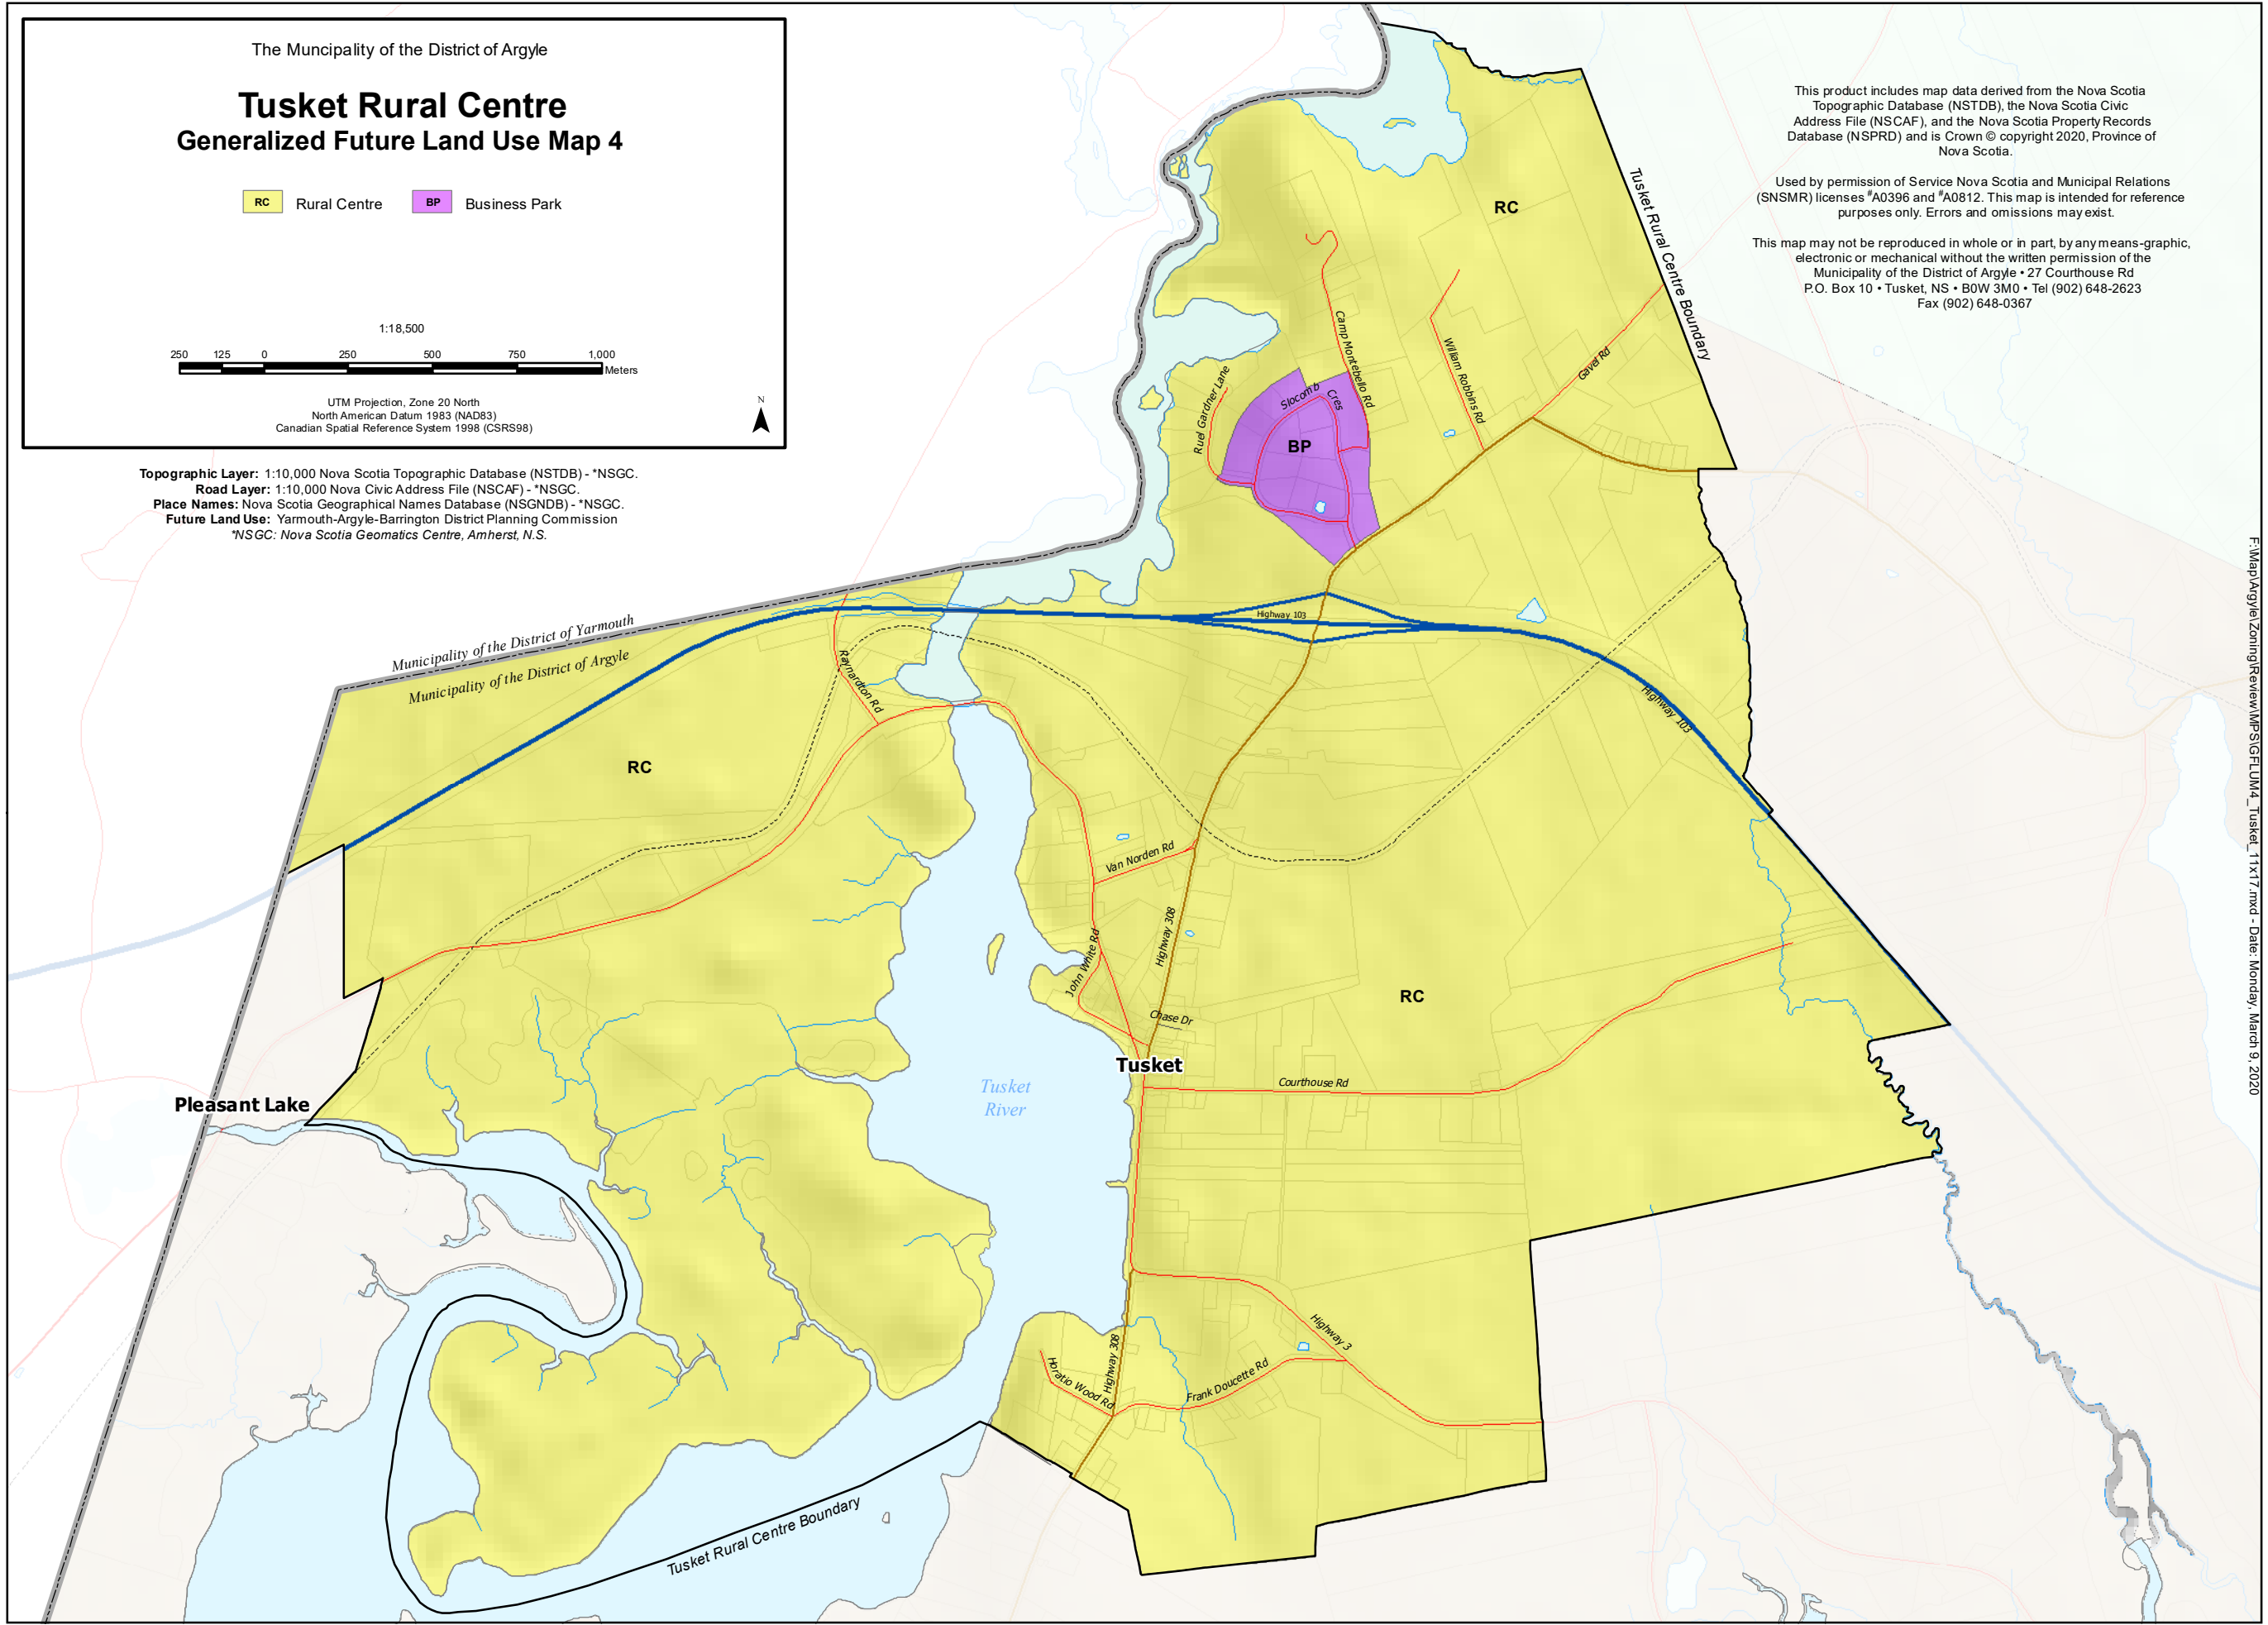 The Muncipality of the District of Argyle
Tusket Rural Centre
Generalized Future Land Use Map 4
RC Rural Centre BP Business Park
1:18,500
250 125 0 250 500 750 1,000
Meters
UTM Projection, Zone 20 North
North American Datum 1983 (NAD83)
Canadian Spatial Reference System 1998 (CSRS98)
N
Topographic Layer: 1:10,000 Nova Scotia Topographic Database (NSTDB) - *NSGC.
Road Layer: 1:10,000 Nova Civic Address File (NSCAF) - *NSGC.
Place Names: Nova Scotia Geographical Names Database (NSGNDB) - *NSGC.
Future Land Use: Yarmouth-Argyle-Barrington District Planning Commission
*NSGC: Nova Scotia Geomatics Centre, Amherst, N.S.
This product includes map data derived from the Nova Scotia
Topographic Database (NSTDB), the Nova Scotia Civic
Address File (NSCAF), and the Nova Scotia Property Records
Database (NSPRD) and is Crown © copyright 2020, Province of
Nova Scotia.
Used by permission of Service Nova Scotia and Municipal Relations
(SNSMR) licenses #A0396 and #A0812. This map is intended for reference
purposes only. Errors and omissions may exist.
This map may not be reproduced in whole or in part, by any means-graphic,
electronic or mechanical without the written permission of the
Municipality of the District of Argyle • 27 Courthouse Rd
P.O. Box 10 • Tusket, NS • B0W 3M0 • Tel (902) 648-2623
Fax (902) 648-0367
Tusket Rural Centre Boundary
RC
Camp Montebello Rd
William Robbins Rd
Gavel Rd
Ruel Gardner Lane
Slocomb Cres
BP
Highway 103
Municipality of the District of Yarmouth
Municipality of the District of Argyle
Raynardton Rd
Highway 103
RC
Van Norden Rd
Highway 308
John White Rd
RC
Chase Dr
Tusket
Courthouse Rd
Tusket
River
Pleasant Lake
Highway 3
Highway 308
Horatio Wood Rd
Frank Doucette Rd
Tusket Rural Centre Boundary
F:\Map\Argyle\Zoning\Review\MPS\GFLUM4_Tusket_11x17.mxd - Date: Monday, March 9, 2020